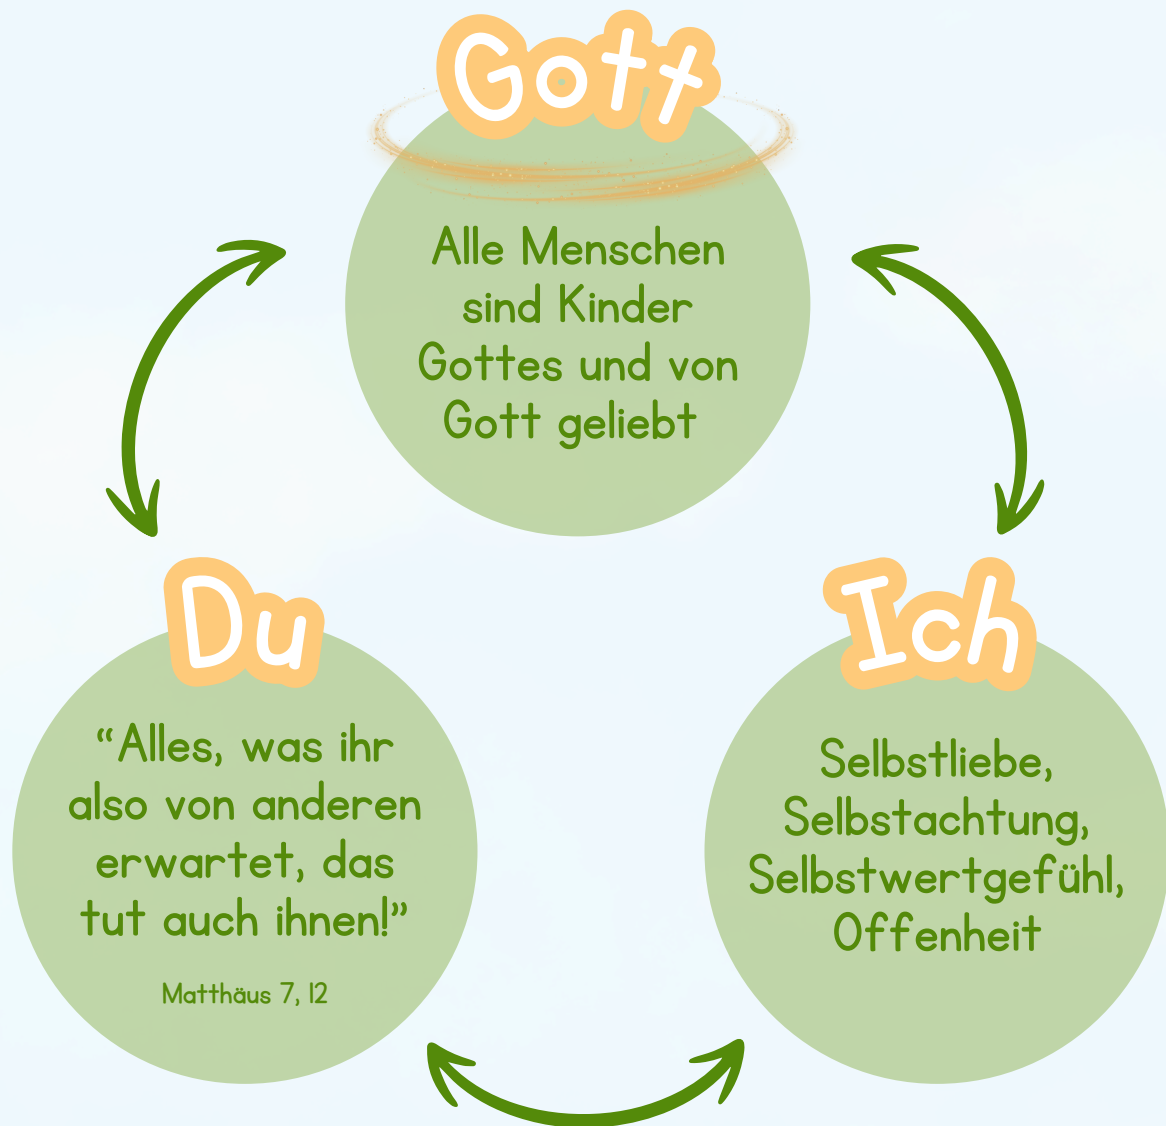 Gott
Alle Menschen
sind Kinder
Gottes und von
Gott geliebt
Du
“Alles, was ihr
also von anderen
erwartet, das
tut auch ihnen!”
Matthäus 7, 12
Ich
Selbstliebe,
Selbstachtung,
Selbstwertgefühl,
Offenheit